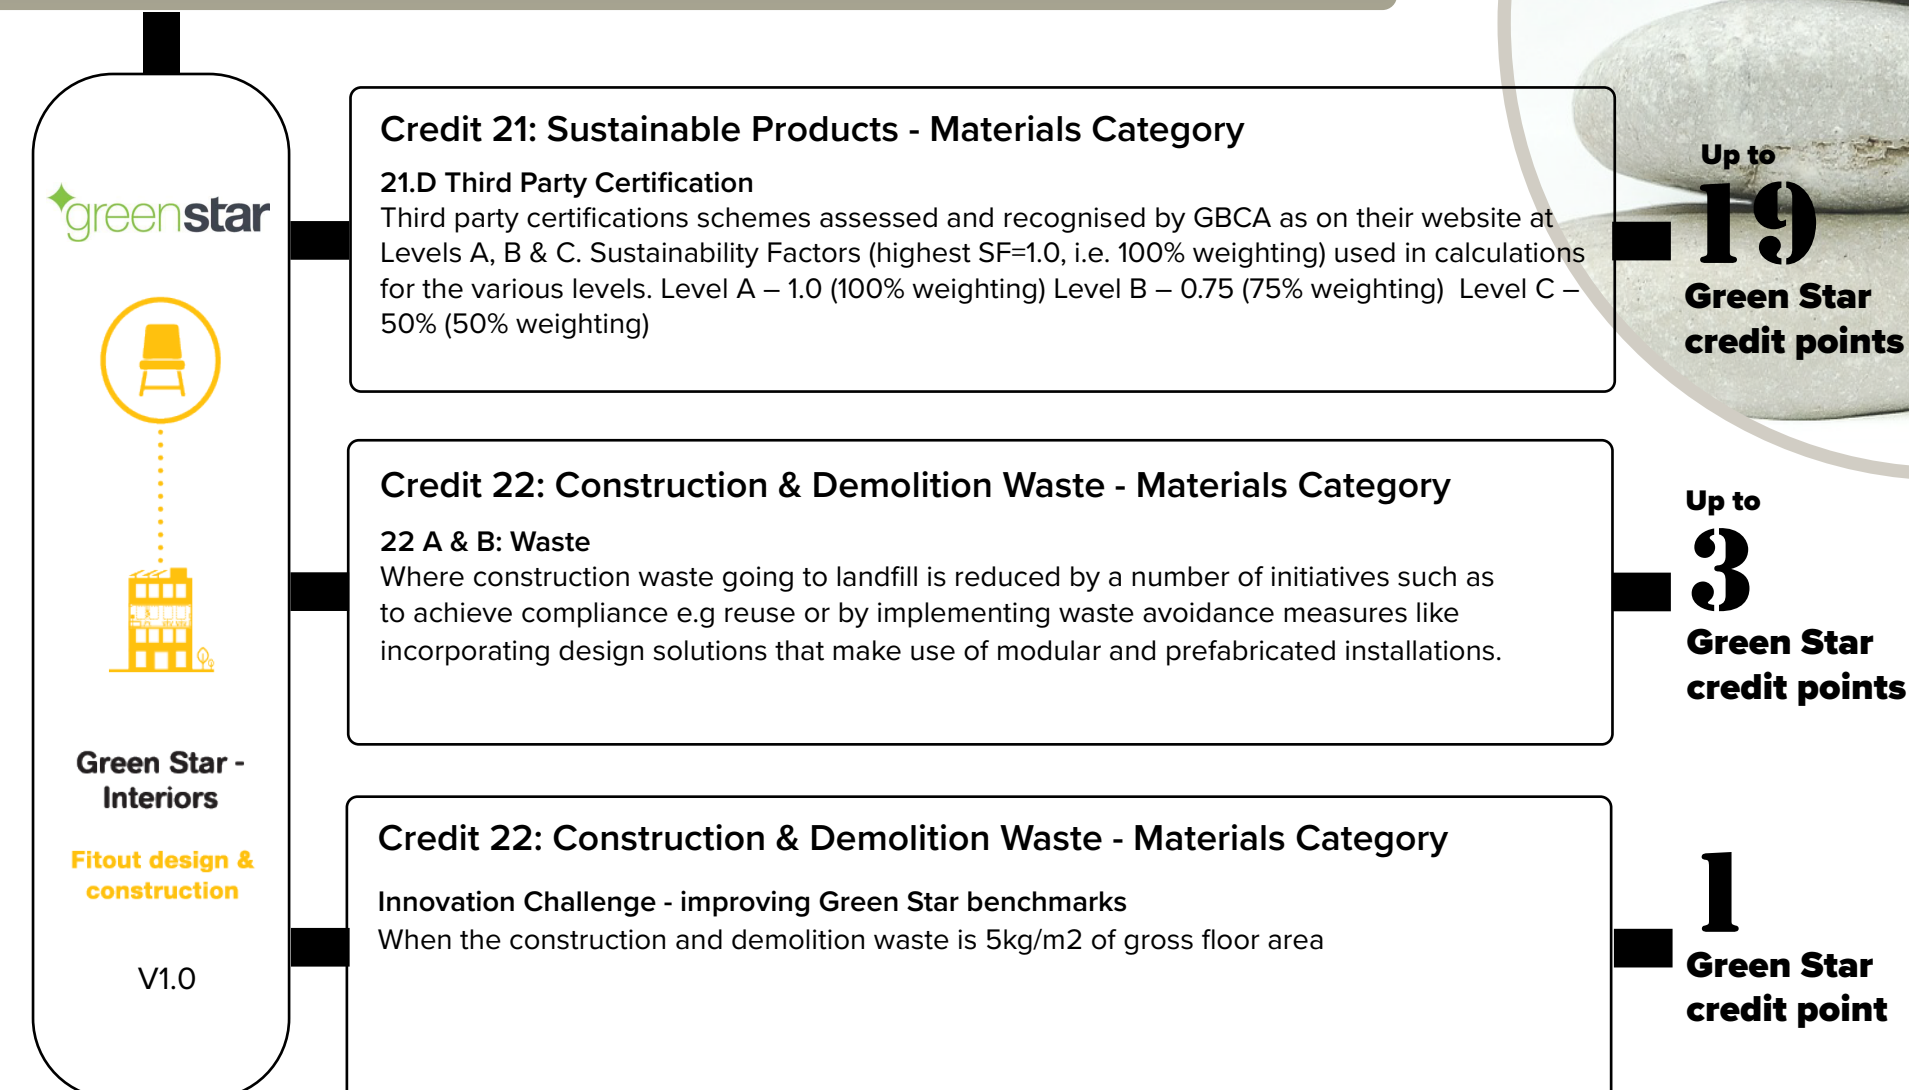 greenstar
Green Star -
Interiors
Fitout design &
construction
V1.0
Credit 21: Sustainable Products - Materials Category
21.D Third Party Certification
Third party certifications schemes assessed and recognised by GBCA as on their website at
Levels A, B & C. Sustainability Factors (highest SF=1.0, i.e. 100% weighting) used in calculations
for the various levels. Level A – 1.0 (100% weighting) Level B – 0.75 (75% weighting)  Level C –
50% (50% weighting)
Up to
19
Green Star
credit points
Credit 22: Construction & Demolition Waste - Materials Category
22 A & B: Waste
Where construction waste going to landfill is reduced by a number of initiatives such as
to achieve compliance e.g reuse or by implementing waste avoidance measures like
incorporating design solutions that make use of modular and prefabricated installations.
Up to
3
Green Star
credit points
Credit 22: Construction & Demolition Waste - Materials Category
Innovation Challenge - improving Green Star benchmarks
When the construction and demolition waste is 5kg/m2 of gross floor area
1
Green Star
credit point